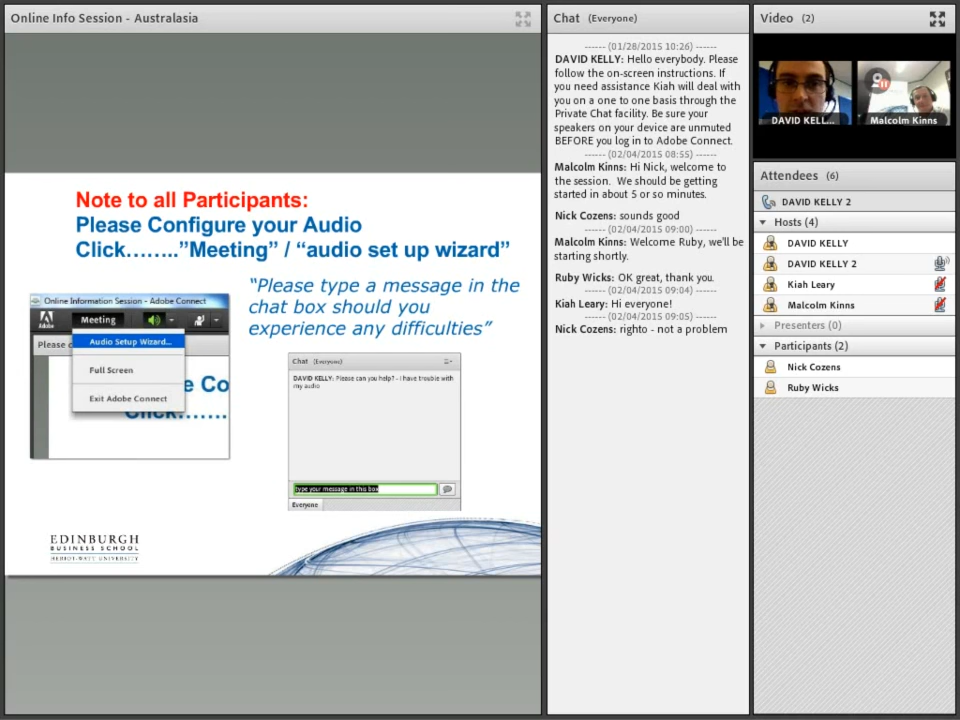 Online Info Session - Australasia
Note to all Participants:
Please Configure your Audio
Click........"Meeting" / "audio set up wizard"
"Please type a message in the
chat box should you
experience any difficulties"
Online Information Session - Adobe Connect
Adobe
Meeting
Please
Audio Setup Wizard...
Full Screen
Exit Adobe Connect
e Co
Click........
Chat (Everyone)
DAVID KELLY: Please can you help? - I have trouble with
my audio
type your message in this box
Everyone
EDINBURGH
BUSINESS SCHOOL
HERIOT-WATT UNIVERSITY
Chat (Everyone)
------ (01/28/2015 10:26) ------
DAVID KELLY: Hello everybody. Please
follow the on-screen instructions. If
you need assistance Kiah will deal with
you on a one to one basis through the
Private Chat facility. Be sure your
speakers on your device are unmuted
BEFORE you log in to Adobe Connect.
------ (02/04/2015 08:55) ------
Malcolm Kinns: Hi Nick, welcome to
the session. We should be getting
started in about 5 or so minutes.
Nick Cozens: sounds good
------ (02/04/2015 09:00) ------
Malcolm Kinns: Welcome Ruby, we'll be
starting shortly.
Ruby Wicks: OK great, thank you.
------ (02/04/2015 09:04) ------
Kiah Leary: Hi everyone!
------ (02/04/2015 09:05) ------
Nick Cozens: righto - not a problem
Video (2)
DAVID KELL...
Malcolm Kinns
Attendees (6)
DAVID KELLY 2
Hosts (4)
DAVID KELLY
DAVID KELLY 2
Kiah Leary
Malcolm Kinns
Presenters (0)
Participants (2)
Nick Cozens
Ruby Wicks